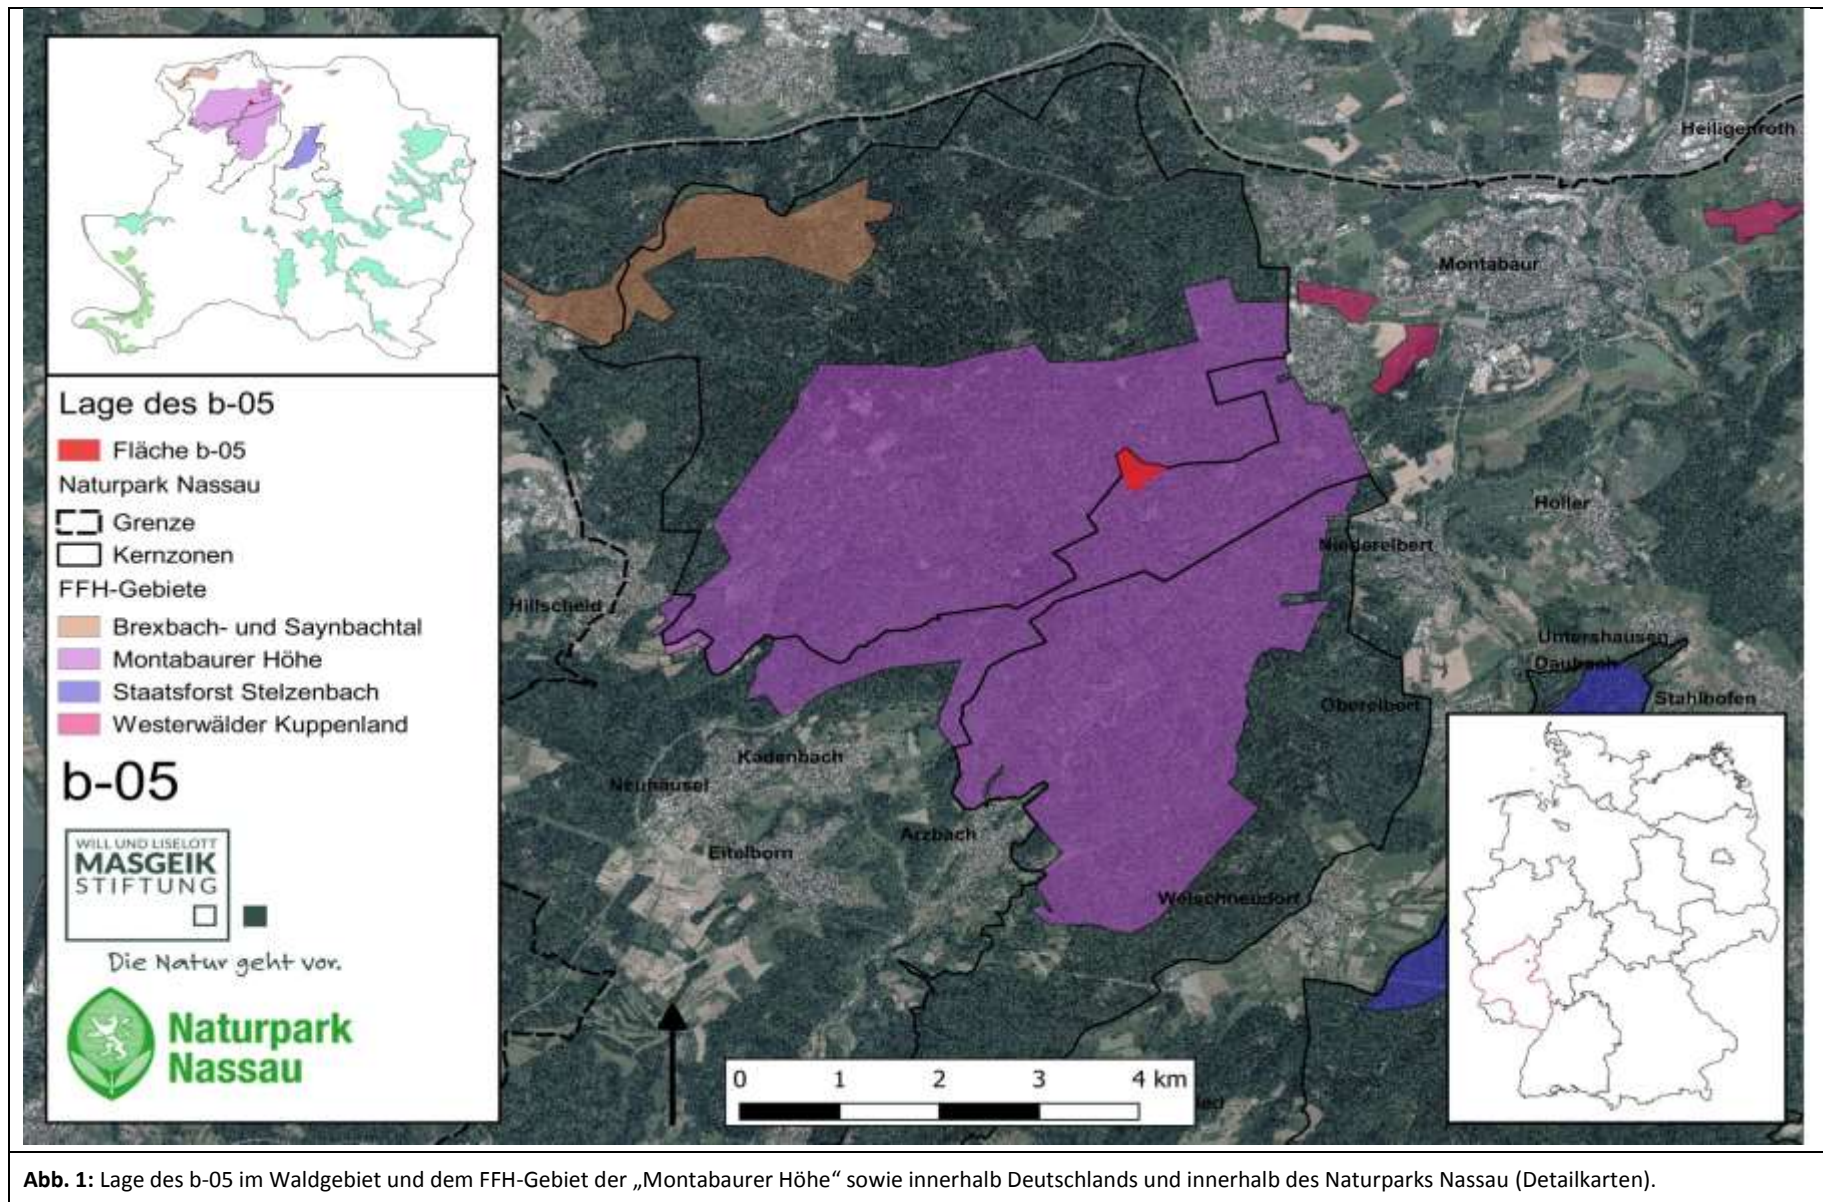 Lage des b-05
Fläche b-05
Naturpark Nassau
Grenze
Kernzonen
FFH-Gebiete
Brexbach- und Saynbachtal
Montabaurer Höhe
Staatsforst Stelzenbach
Westerwälder Kuppenland
b-05
WILL UND LISELOTT
MASGEIK
STIFTUNG
Die Natur geht vor.
Naturpark
Nassau
Heiligenroth
Montabaur
Holler
Niederelbert
Hillscheid
Untershausen
Daubach
Stahlhofen
Oberelbert
Kadenbach
Neuhäusel
Arzbach
Eitelborn
Welschneudorf
0 1 2 3 4 km
Abb. 1: Lage des b-05 im Waldgebiet und dem FFH-Gebiet der „Montabaurer Höhe“ sowie innerhalb Deutschlands und innerhalb des Naturparks Nassau (Detailkarten).